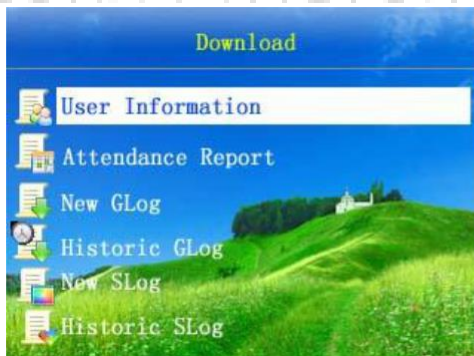 Download
User Information
Attendance Report
New GLog
Historic GLog
New SLog
Historic SLog